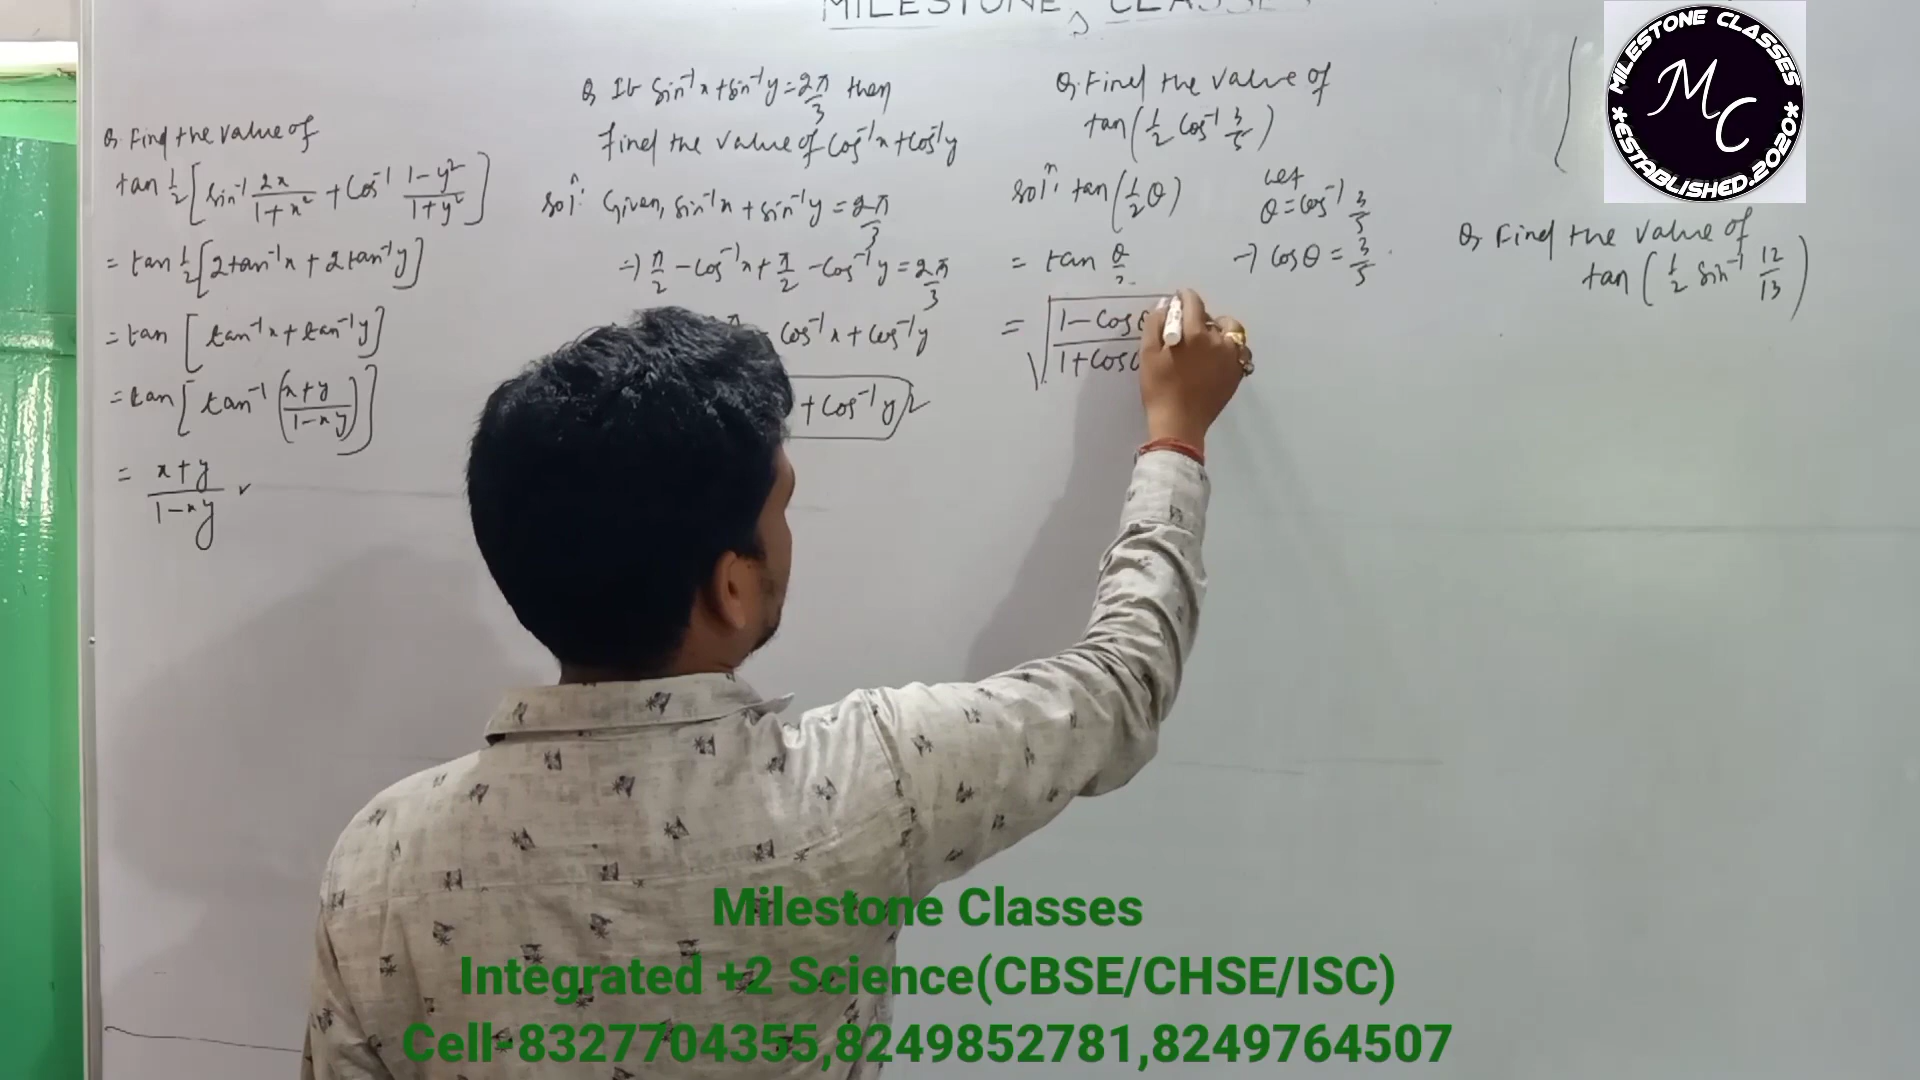 MILESTONE CLASSES
Q. Find the value of
tan 1/2 [sin⁻¹ 2x/1+x² + cos⁻¹ 1-y²/1+y²]
= tan 1/2 [2tan⁻¹x + 2tan⁻¹y]
= tan [tan⁻¹x + tan⁻¹y]
= tan [tan⁻¹ (x+y/1-xy)]
= x+y/1-xy ✓
Q If sin⁻¹x + sin⁻¹y = 2π/3 then
find the value of cos⁻¹x + cos⁻¹y
Solⁿ: Given, sin⁻¹x + sin⁻¹y = 2π/3
⇒ π/2 - cos⁻¹x + π/2 - cos⁻¹y = 2π/3
= cos⁻¹x + cos⁻¹y
+ cos⁻¹y
Q. Find the value of
tan (1/2 cos⁻¹ 3/5)
Solⁿ: tan (1/2 θ)
= tan θ/2
= √1-cosθ/1+cos
Let
θ = cos⁻¹ 3/5
→ cosθ = 3/5
Q Find the value of
tan (1/2 sin⁻¹ 12/13)
*MILESTONE CLASSES*
MC
ESTABLISHED.2020
Milestone Classes
Integrated +2 Science(CBSE/CHSE/ISC)
Cell-8327704355,8249852781,8249764507